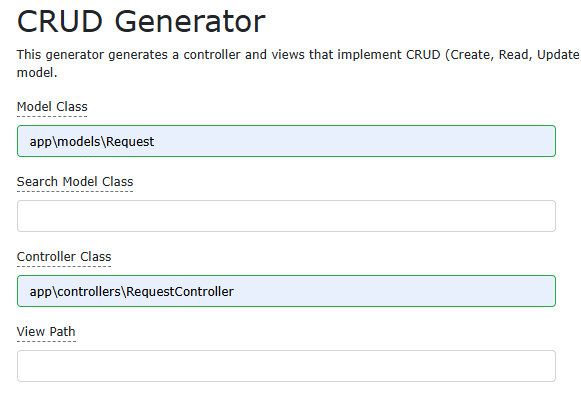 CRUD Generator
This generator generates a controller and views that implement CRUD (Create, Read, Update
model.
Model Class
app\models\Request
Search Model Class
Controller Class
app\controllers\RequestController
View Path